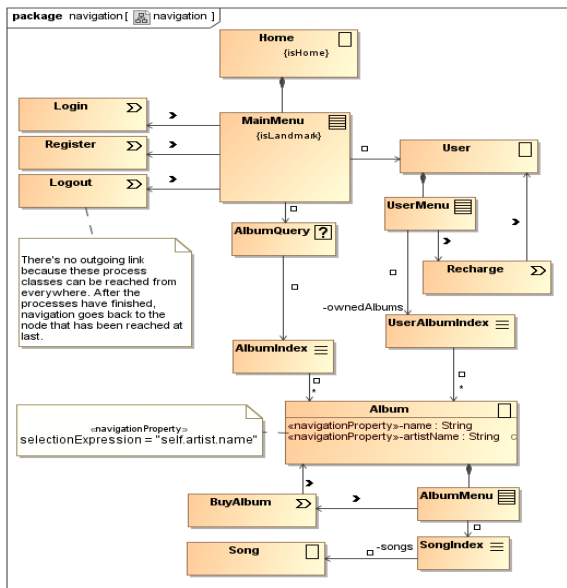 package navigation[ navigation ]
Home
{isHome}
Login
MainMenu
{isLandmark}
Register
User
Logout
UserMenu
AlbumQuery ?
There's no outgoing link
because these process
classes can be reached from
everywhere. After the
processes have finished,
navigation goes back to the
node that has been reached at
last.
Recharge
-ownedAlbums
UserAlbumIndex
AlbumIndex
*
*
Album
«navigationProperty»-name : String
«navigationProperty»-artistName : String
«navigationProperty»
selectionExpression = "self.artist.name"
BuyAlbum
AlbumMenu
Song
-songs
SongIndex